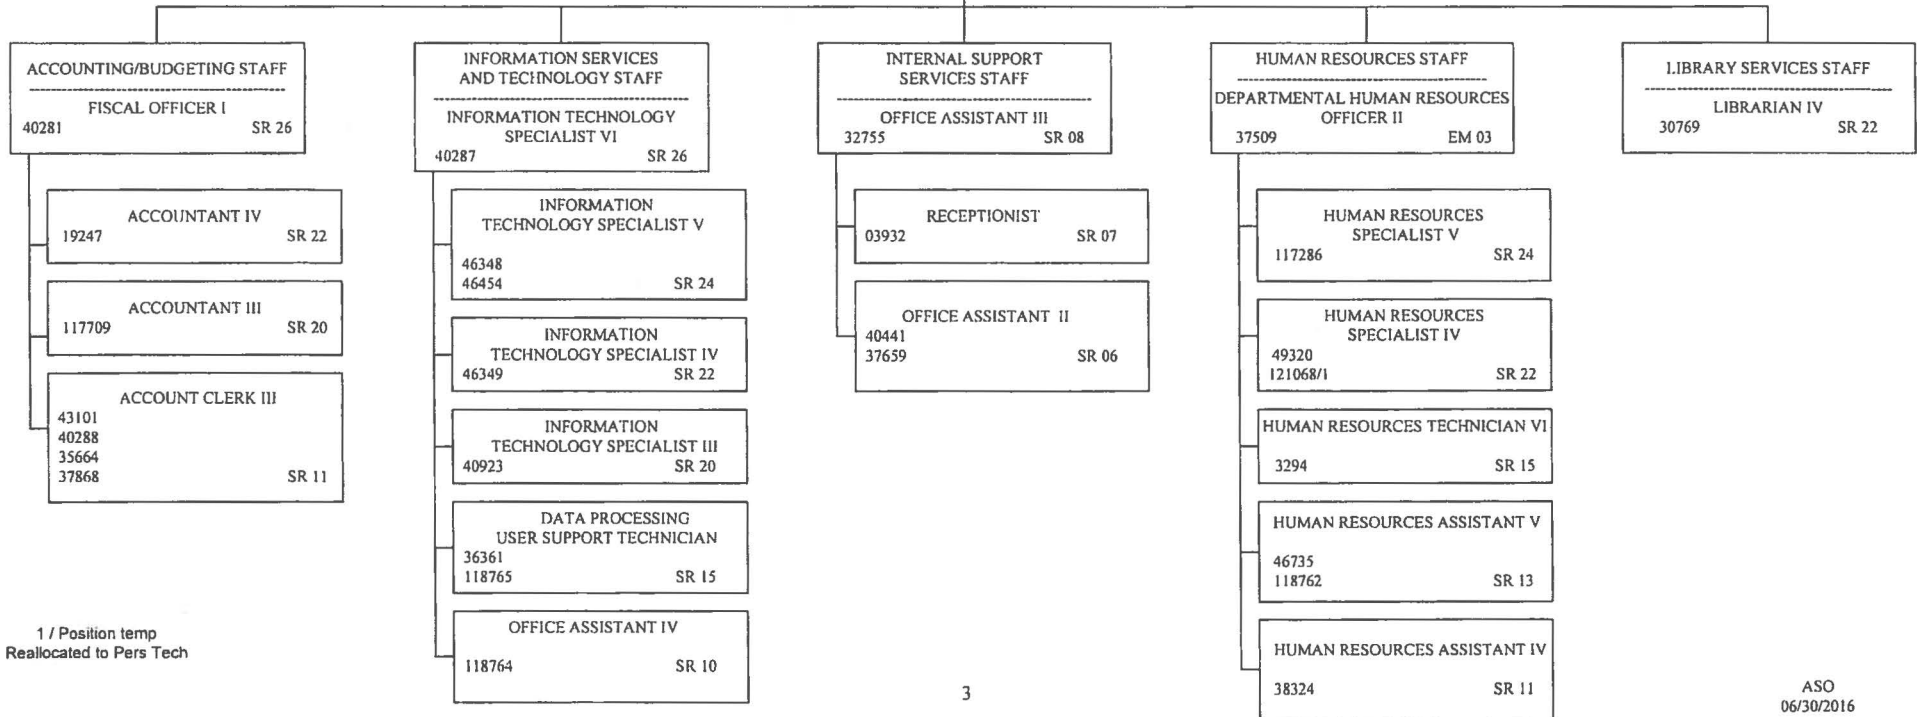 ACCOUNTING/BUDGETING STAFF
FISCAL OFFICER I
40281 SR 26
ACCOUNTANT IV
19247 SR 22
ACCOUNTANT III
117709 SR 20
ACCOUNT CLERK III
43101
40288
35664
37868 SR 11
INFORMATION SERVICES
AND TECHNOLOGY STAFF
INFORMATION TECHNOLOGY
SPECIALIST VI
40287 SR 26
INFORMATION
TECHNOLOGY SPECIALIST V
46348
46454 SR 24
INFORMATION
TECHNOLOGY SPECIALIST IV
46349 SR 22
INFORMATION
TECHNOLOGY SPECIALIST III
40923 SR 20
DATA PROCESSING
USER SUPPORT TECHNICIAN
36361
118765 SR 15
OFFICE ASSISTANT IV
118764 SR 10
INTERNAL SUPPORT
SERVICES STAFF
OFFICE ASSISTANT III
32755 SR 08
RECEPTIONIST
03932 SR 07
OFFICE ASSISTANT II
40441
37659 SR 06
HUMAN RESOURCES STAFF
DEPARTMENTAL HUMAN RESOURCES
OFFICER II
37509 EM 03
HUMAN RESOURCES
SPECIALIST V
117286 SR 24
HUMAN RESOURCES
SPECIALIST IV
49320
121068/1 SR 22
HUMAN RESOURCES TECHNICIAN VI
3294 SR 15
HUMAN RESOURCES ASSISTANT V
46735
118762 SR 13
HUMAN RESOURCES ASSISTANT IV
38324 SR 11
LIBRARY SERVICES STAFF
LIBRARIAN IV
30769 SR 22
1 / Position temp
Reallocated to Pers Tech
3
ASO
06/30/2016